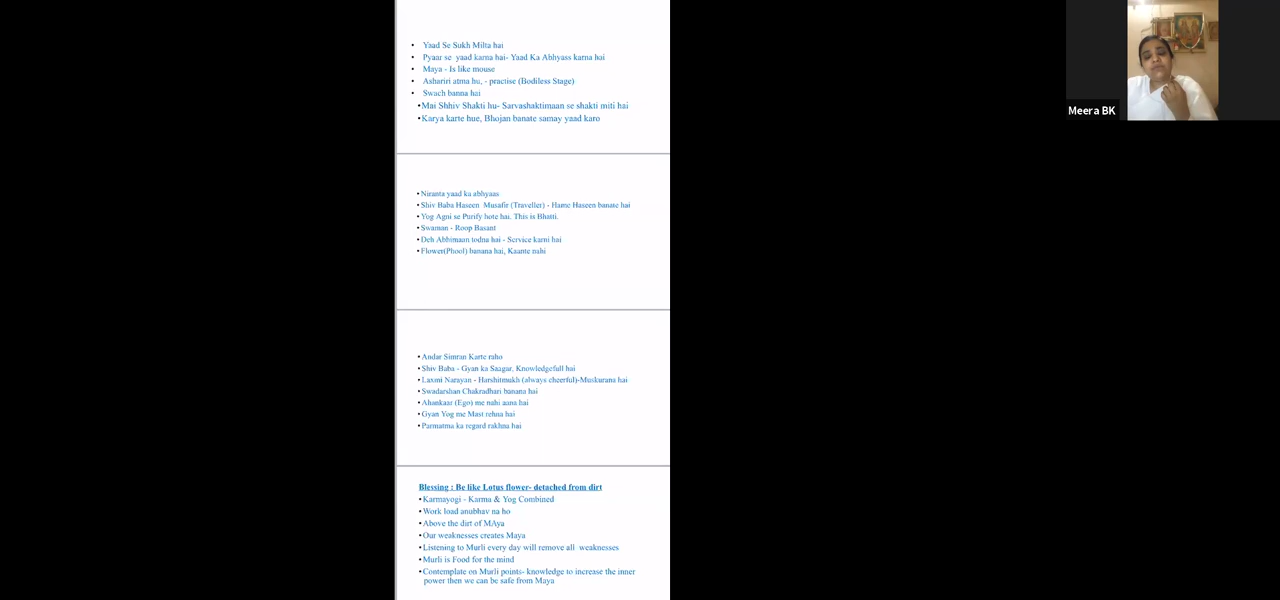 • Yaad Se Sukh Milta hai
• Pyaar se yaad karna hai- Yaad Ka Abhyass karna hai
• Maya - Is like mouse
• Ashariri atma hu, - practise (Bodiless Stage)
• Swach banna hai
•Mai Shhiv Shakti hu- Sarvashaktimaan se shakti miti hai
•Karya karte hue, Bhojan banate samay yaad karo
•Niranta yaad ka abhyaas
•Shiv Baba Haseen Musafir (Traveller) - Hame Haseen banate hai
•Yog Agni se Purify hote hai. This is Bhatti.
•Swaman - Roop Basant
•Deh Abhimaan todna hai - Service karni hai
•Flower(Phool) banana hai, Kaante nahi
•Andar Simran Karte raho
•Shiv Baba - Gyan ka Saagar, Knowledgefull hai
•Laxmi Narayan - Harshitmukh (always cheerful)-Muskurana hai
•Swadarshan Chakradhari banana hai
•Ahankaar (Ego) me nahi aana hai
•Gyan Yog me Mast rehna hai
•Parmatma ka regard rakhna hai
Blessing : Be like Lotus flower- detached from dirt
•Karmayogi - Karma & Yog Combined
•Work load anubhav na ho
•Above the dirt of MAya
•Our weaknesses creates Maya
•Listening to Murli every day will remove all weaknesses
•Murli is Food for the mind
•Contemplate on Murli points- knowledge to increase the inner
power then we can be safe from Maya
Meera BK